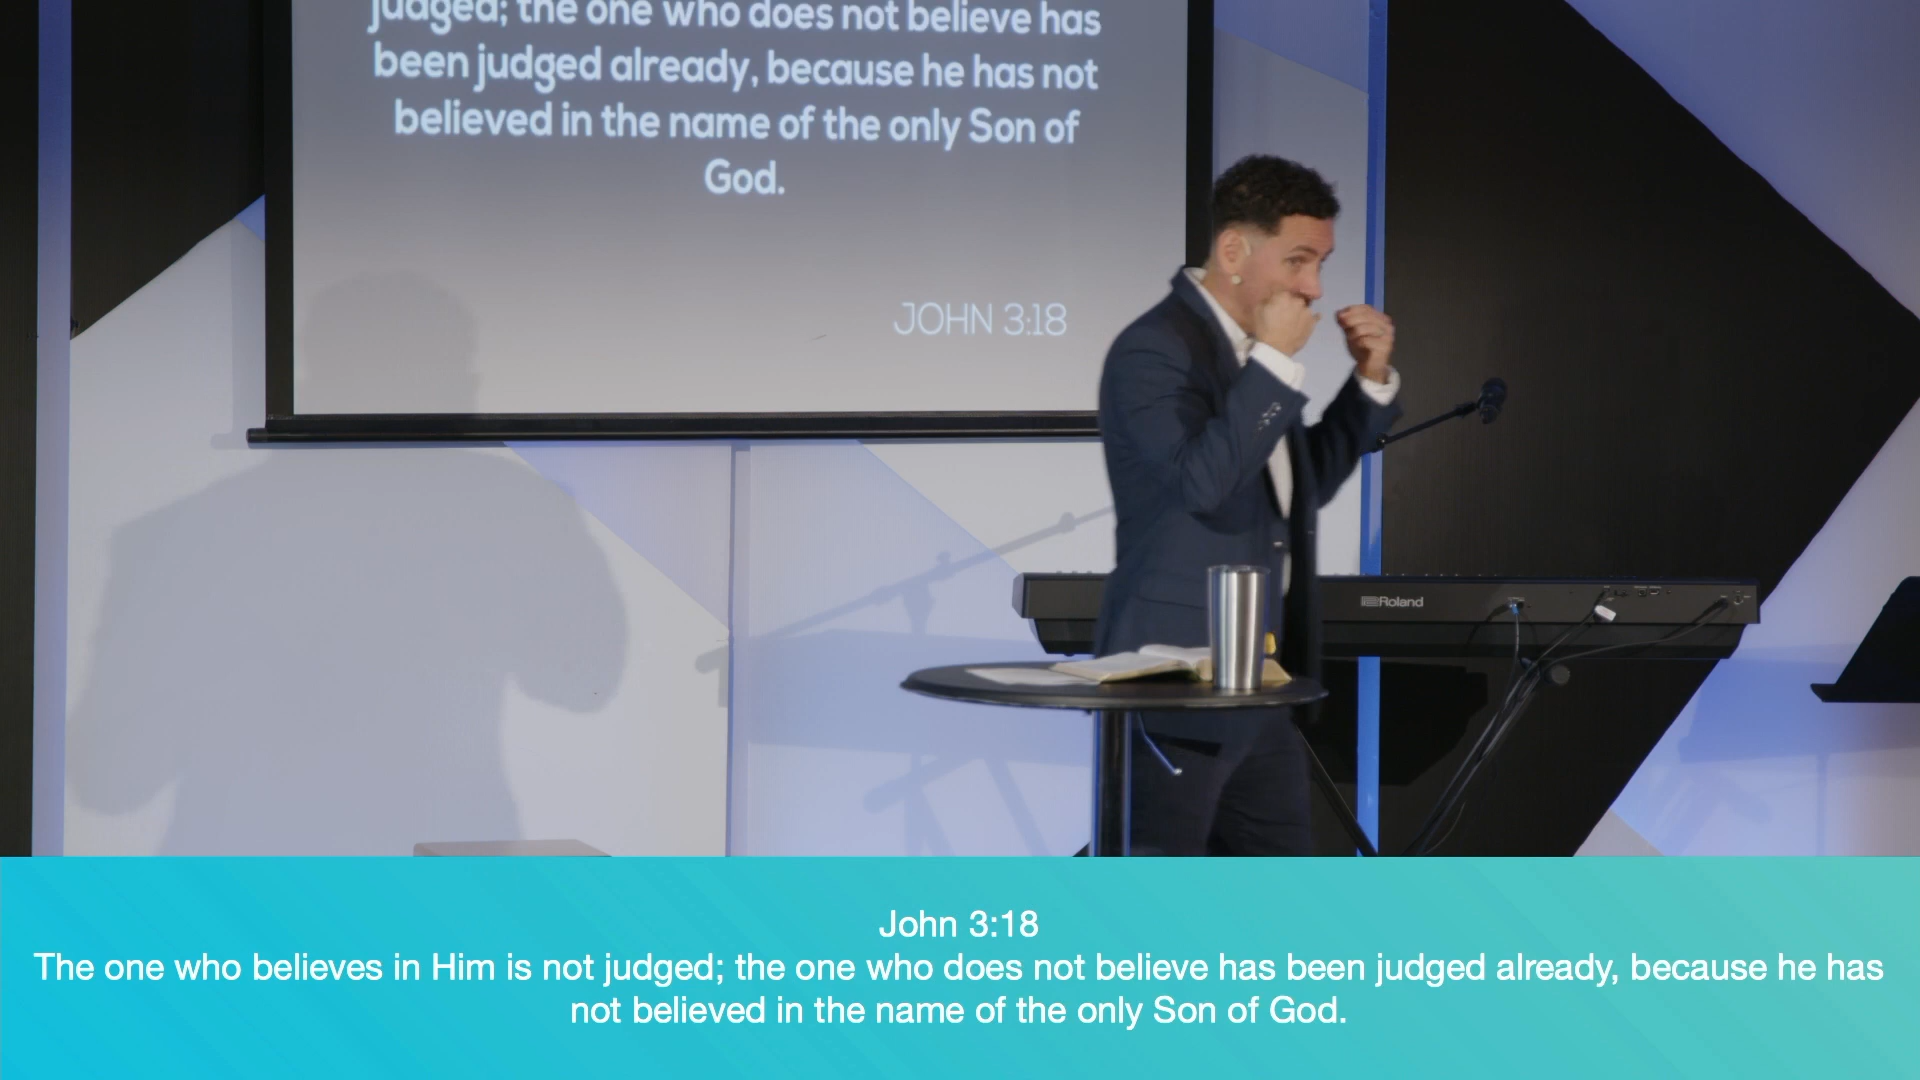 judged; the one who does not believe has
been judged already, because he has not
believed in the name of the only Son of
God.
JOHN 3:18
Roland
John 3:18
The one who believes in Him is not judged; the one who does not believe has been judged already, because he has
not believed in the name of the only Son of God.